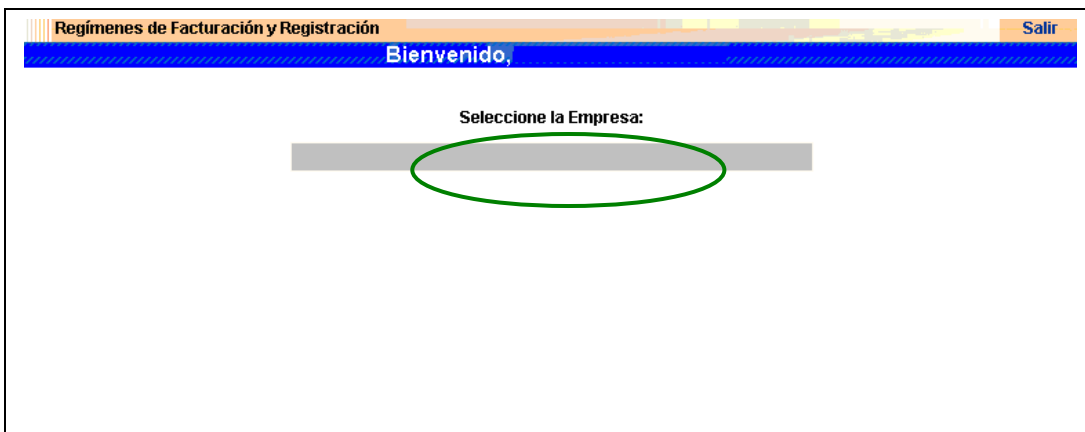 Regímenes de Facturación y Registración
Salir
Bienvenido,
Seleccione la Empresa: